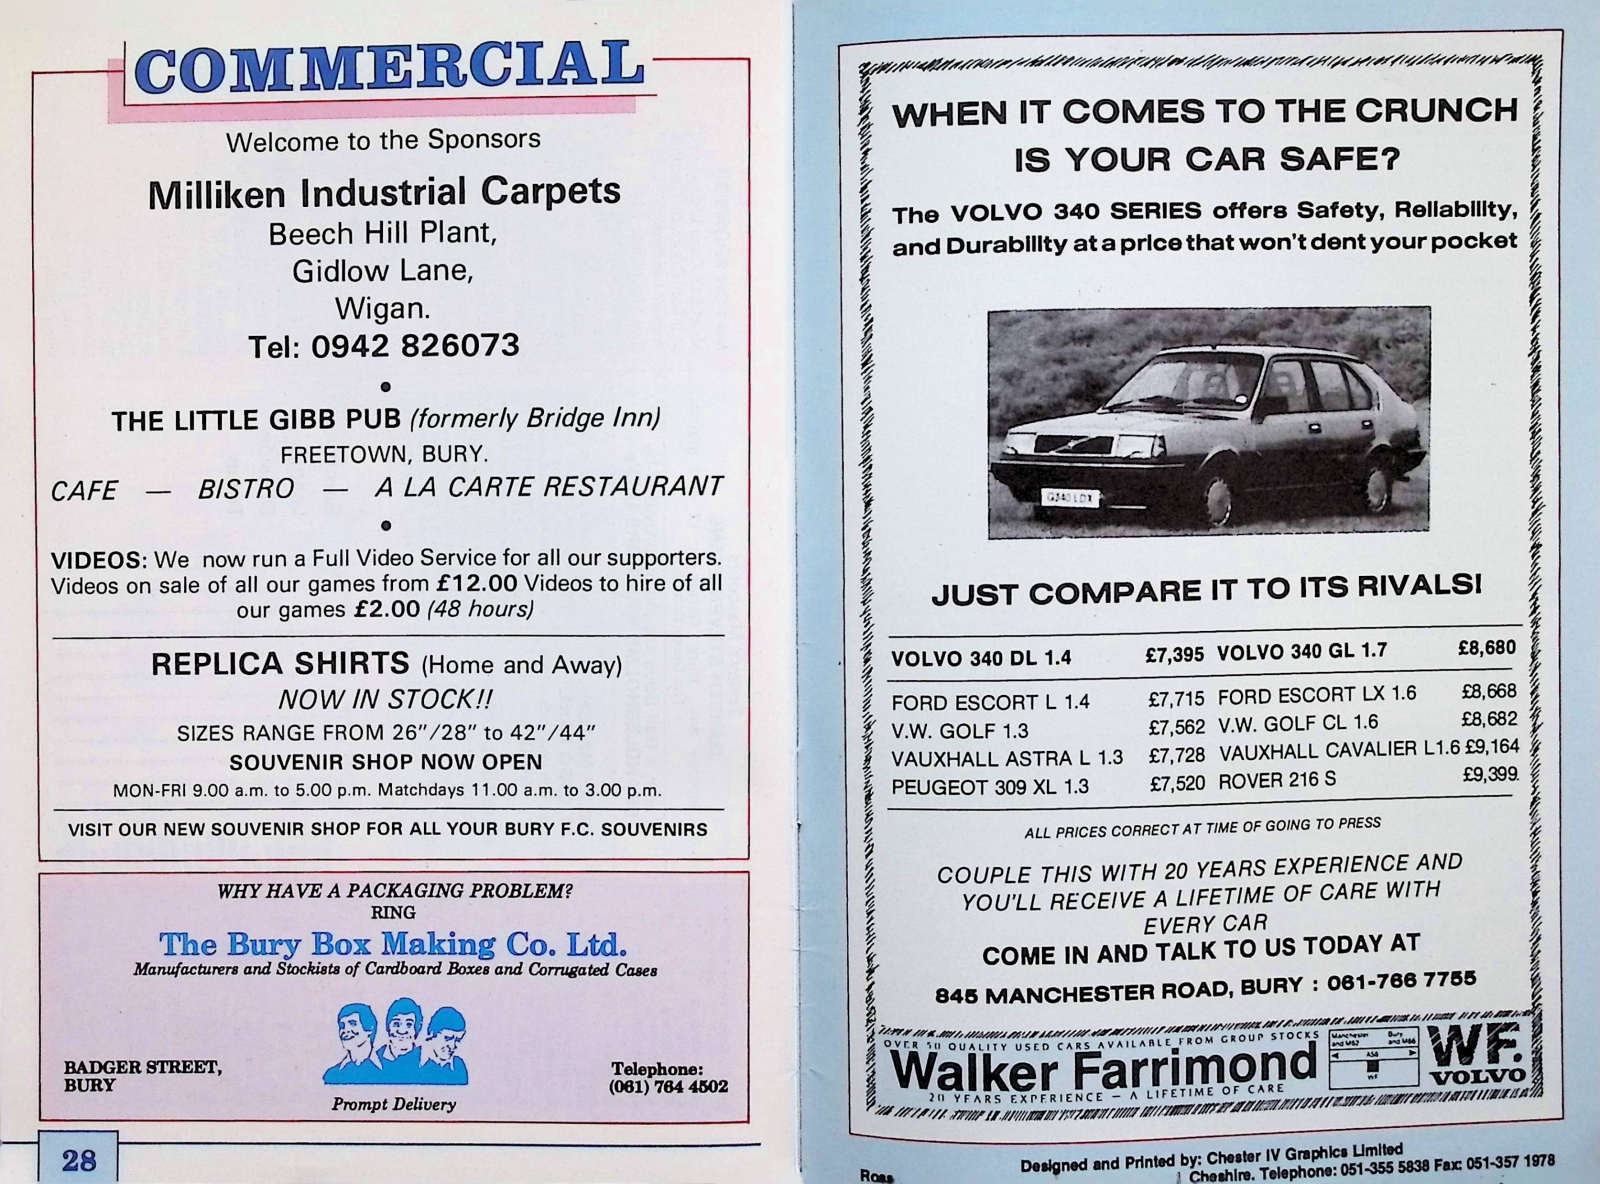 COMMERCIAL
Welcome to the Sponsors
Milliken Industrial Carpets
Beech Hill Plant,
Gidlow Lane,
Wigan.
Tel: 0942 826073
•
THE LITTLE GIBB PUB (formerly Bridge Inn)
FREETOWN, BURY.
CAFE — BISTRO — A LA CARTE RESTAURANT
•
VIDEOS: We now run a Full Video Service for all our supporters.
Videos on sale of all our games from £12.00 Videos to hire of all
our games £2.00 (48 hours)
REPLICA SHIRTS (Home and Away)
NOW IN STOCK!!
SIZES RANGE FROM 26″/28″ to 42″/44″
SOUVENIR SHOP NOW OPEN
MON-FRI 9.00 a.m. to 5.00 p.m. Matchdays 11.00 a.m. to 3.00 p.m.
VISIT OUR NEW SOUVENIR SHOP FOR ALL YOUR BURY F.C. SOUVENIRS
WHY HAVE A PACKAGING PROBLEM?
RING
The Bury Box Making Co. Ltd.
Manufacturers and Stockists of Cardboard Boxes and Corrugated Cases
BADGER STREET,
BURY
Telephone:
(061) 764 4502
Prompt Delivery
28
WHEN IT COMES TO THE CRUNCH
IS YOUR CAR SAFE?
The VOLVO 340 SERIES offers Safety, Reliability,
and Durability at a price that won't dent your pocket
G340 LDX
JUST COMPARE IT TO ITS RIVALS!
VOLVO 340 DL 1.4 £7,395 VOLVO 340 GL 1.7 £8,680
FORD ESCORT L 1.4 £7,715 FORD ESCORT LX 1.6 £8,668
V.W. GOLF 1.3 £7,562 V.W. GOLF CL 1.6 £8,682
VAUXHALL ASTRA L 1.3 £7,728 VAUXHALL CAVALIER L1.6 £9,164
PEUGEOT 309 XL 1.3 £7,520 ROVER 216 S £9,399.
ALL PRICES CORRECT AT TIME OF GOING TO PRESS
COUPLE THIS WITH 20 YEARS EXPERIENCE AND
YOU'LL RECEIVE A LIFETIME OF CARE WITH
EVERY CAR
COME IN AND TALK TO US TODAY AT
845 MANCHESTER ROAD, BURY : 061-766 7755
OVER 50 QUALITY USED CARS AVAILABLE FROM GROUP STOCKS
Walker Farrimond
20 YEARS EXPERIENCE — A LIFETIME OF CARE
Manchester and M62
Bury and M66
A56
WF
WF.
VOLVO
Designed and Printed by: Chester IV Graphics Limited
Ross
Cheshire. Telephone: 051-355 5838 Fax: 051-357 1978